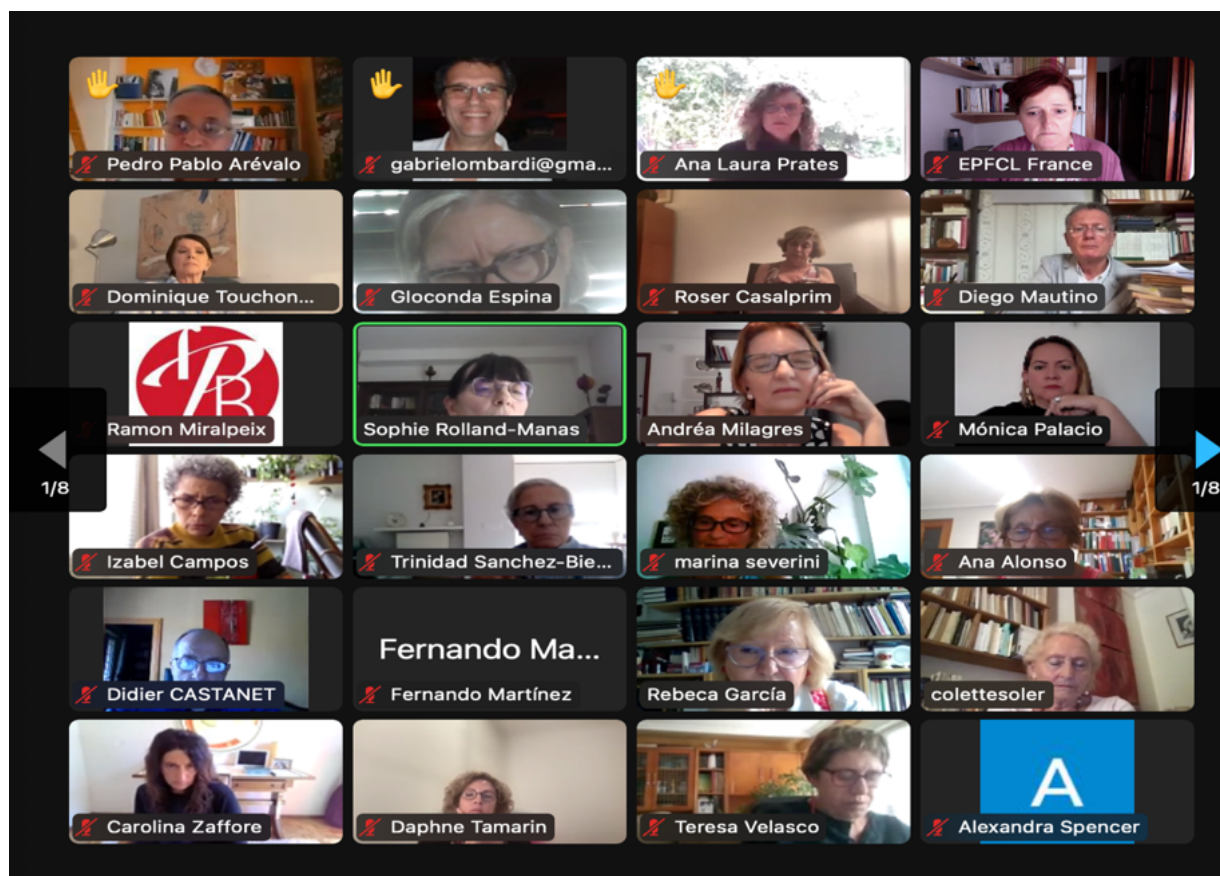 Pedro Pablo Arévalo
gabrielombardi@gma...
Ana Laura Prates
EPFCL France
Dominique Touchon...
Gloconda Espina
Roser Casalprim
Diego Mautino
Ramon Miralpeix
Sophie Rolland-Manas
Andréa Milagres
Mónica Palacio
1/8
1/8
Izabel Campos
Trinidad Sanchez-Bie...
marina severini
Ana Alonso
Didier CASTANET
Fernando Ma...
Fernando Martínez
Rebeca García
colettesoler
Carolina Zaffore
Daphne Tamarin
Teresa Velasco
A
Alexandra Spencer